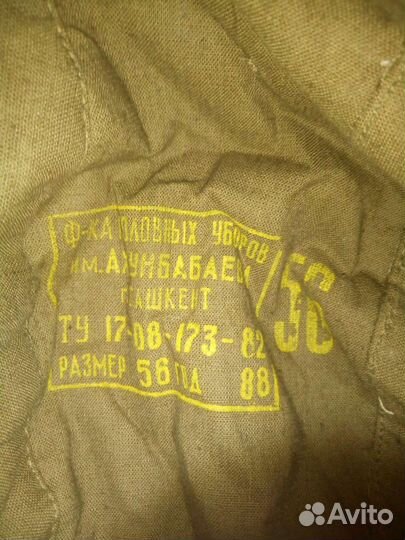 Ф-КА ГОЛОВНЫХ УБОРОВ
ИМ. АХУНБАБАЕВА
Г. ТАШКЕНТ
ТУ 17-08-173-82
РАЗМЕР 56 ГОД 88
56
Avito